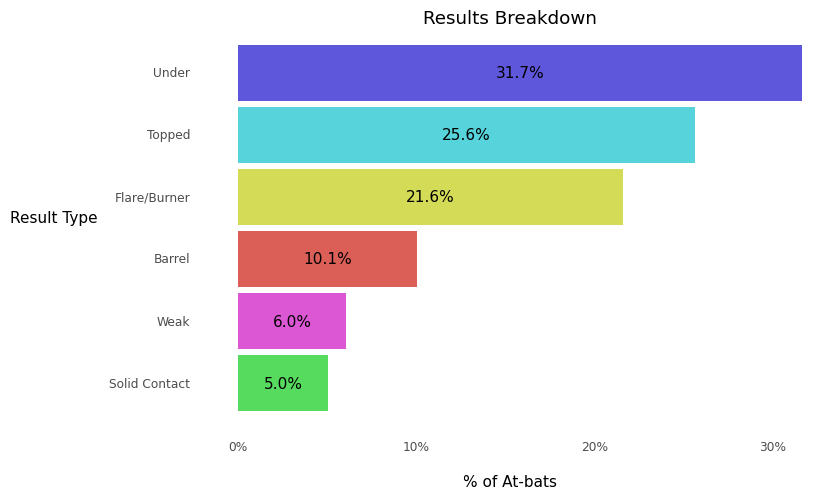 Results Breakdown
Under
31.7%
Topped
25.6%
Flare/Burner
21.6%
Result Type
Barrel
10.1%
Weak
6.0%
Solid Contact
5.0%
0%
10%
20%
30%
% of At-bats